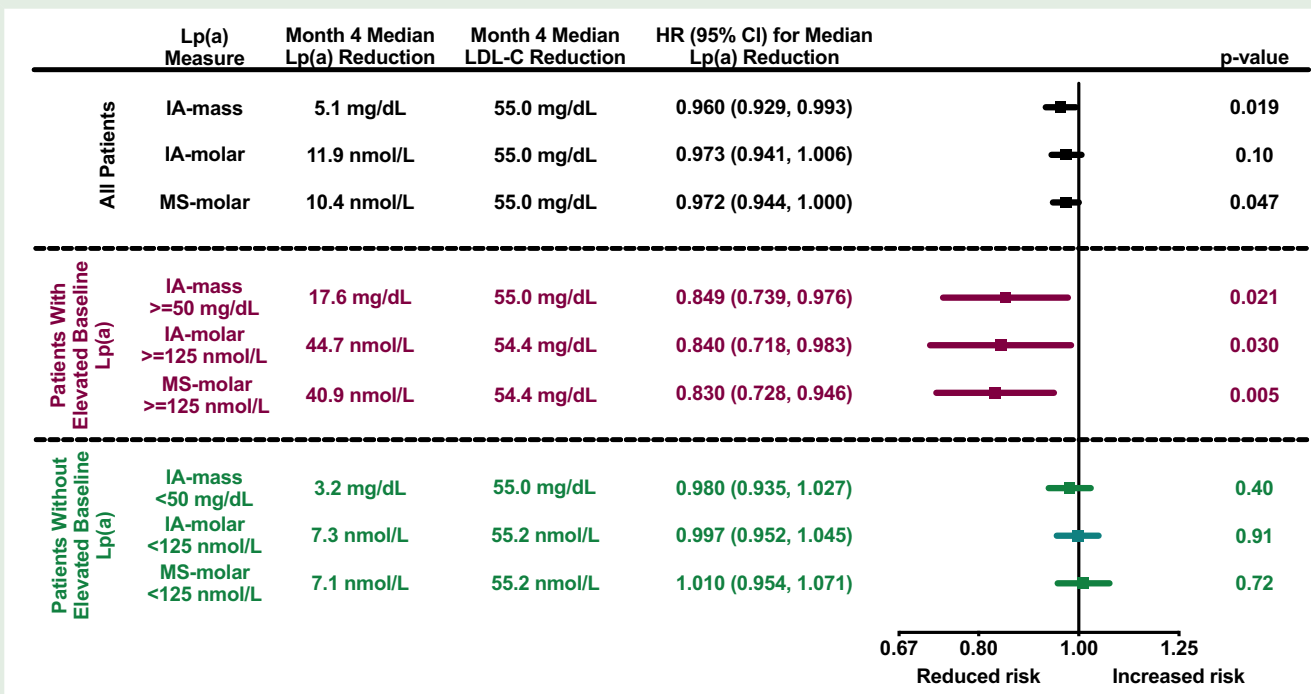 Lp(a) Measure	Month 4 Median Lp(a) Reduction	Month 4 Median LDL-C Reduction	HR (95% CI) for Median Lp(a) Reduction	p-value
All Patients
IA-mass	5.1 mg/dL	55.0 mg/dL	0.960 (0.929, 0.993)	0.019
IA-molar	11.9 nmol/L	55.0 mg/dL	0.973 (0.941, 1.006)	0.10
MS-molar	10.4 nmol/L	55.0 mg/dL	0.972 (0.944, 1.000)	0.047
Patients With
Elevated Baseline
Lp(a)
IA-mass >=50 mg/dL	17.6 mg/dL	55.0 mg/dL	0.849 (0.739, 0.976)	0.021
IA-molar >=125 nmol/L	44.7 nmol/L	54.4 mg/dL	0.840 (0.718, 0.983)	0.030
MS-molar >=125 nmol/L	40.9 nmol/L	54.4 mg/dL	0.830 (0.728, 0.946)	0.005
Patients Without
Elevated Baseline
Lp(a)
IA-mass <50 mg/dL	3.2 mg/dL	55.0 mg/dL	0.980 (0.935, 1.027)	0.40
IA-molar <125 nmol/L	7.3 nmol/L	55.2 nmol/L	0.997 (0.952, 1.045)	0.91
MS-molar <125 nmol/L	7.1 nmol/L	55.2 nmol/L	1.010 (0.954, 1.071)	0.72
0.67	0.80	1.00	1.25
Reduced risk	Increased risk